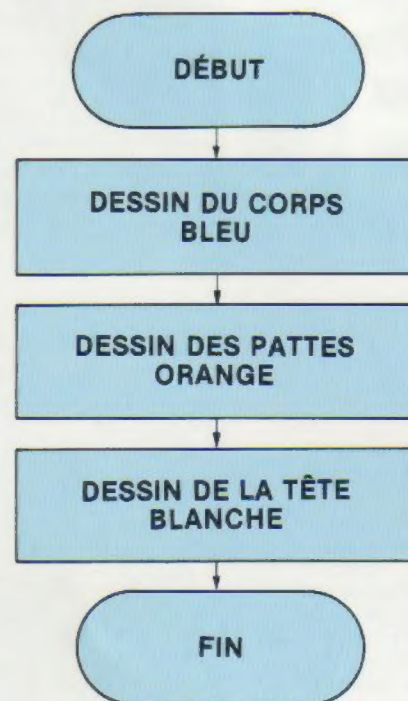 DÉBUT
DESSIN DU CORPS
BLEU
DESSIN DES PATTES
ORANGE
DESSIN DE LA TÊTE
BLANCHE
FIN